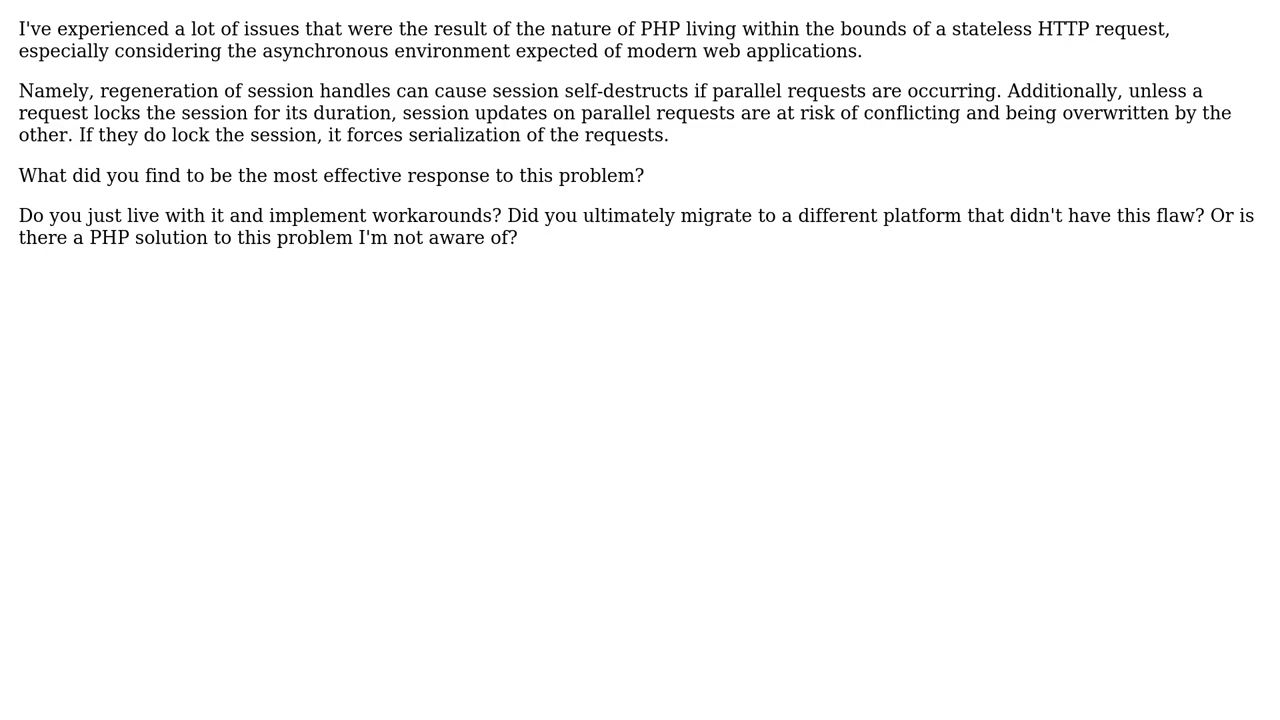 I've experienced a lot of issues that were the result of the nature of PHP living within the bounds of a stateless HTTP request,
especially considering the asynchronous environment expected of modern web applications.
Namely, regeneration of session handles can cause session self-destructs if parallel requests are occurring. Additionally, unless a
request locks the session for its duration, session updates on parallel requests are at risk of conflicting and being overwritten by the
other. If they do lock the session, it forces serialization of the requests.
What did you find to be the most effective response to this problem?
Do you just live with it and implement workarounds? Did you ultimately migrate to a different platform that didn't have this flaw? Or is
there a PHP solution to this problem I'm not aware of?